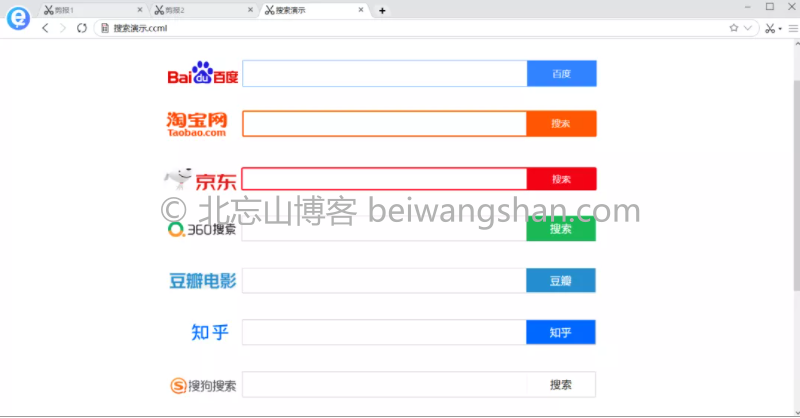 剪报1
剪报2
搜索演示
搜索演示.ccml
Bai du 百度
百度
淘宝网
Taobao.com
搜索
京东
搜索
© 北忘山博客 beiwangshan.com
360搜索
搜索
豆瓣电影
豆瓣
知乎
知乎
S 搜狗搜索
搜索